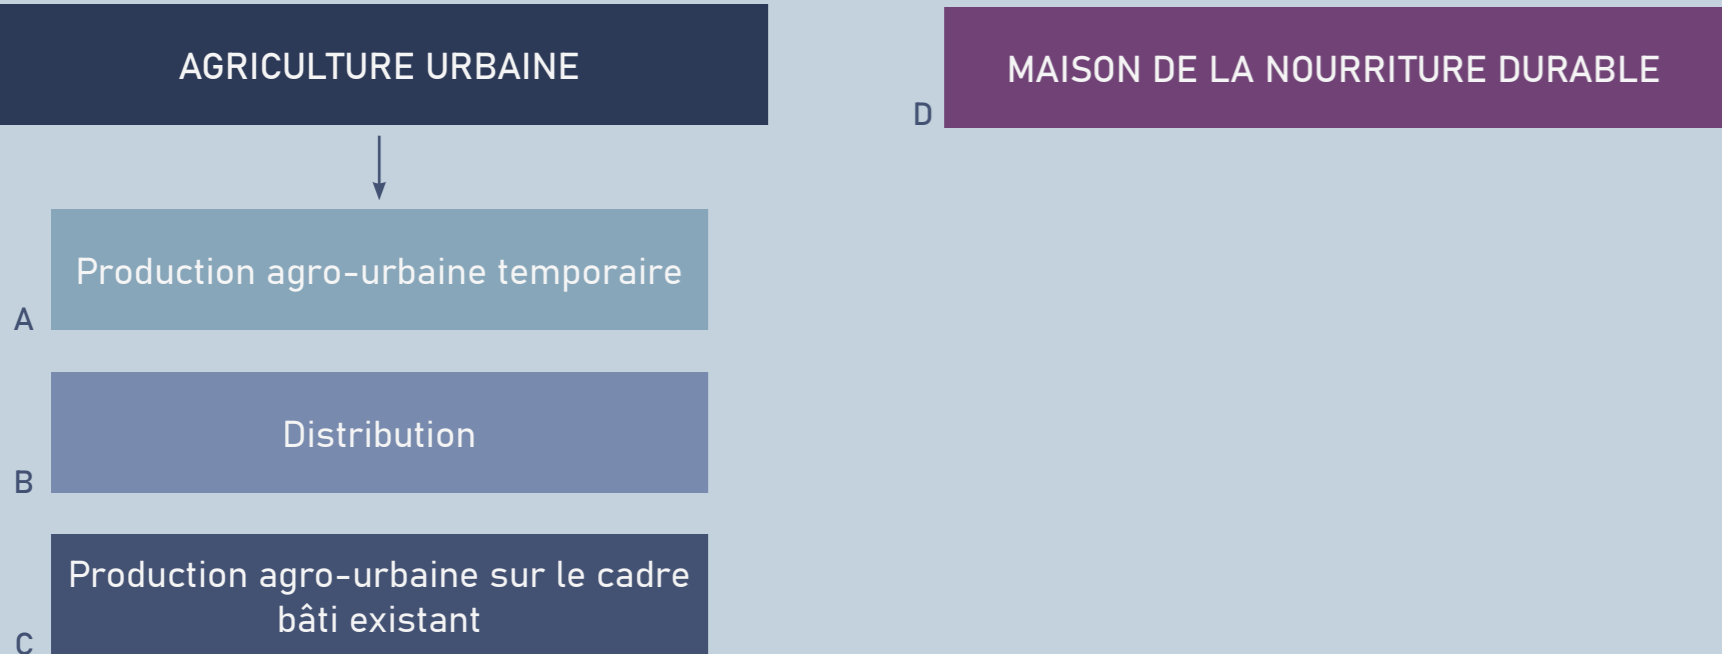 AGRICULTURE URBAINE
A
Production agro-urbaine temporaire
B
Distribution
C
Production agro-urbaine sur le cadre
bâti existant
D
MAISON DE LA NOURRITURE DURABLE